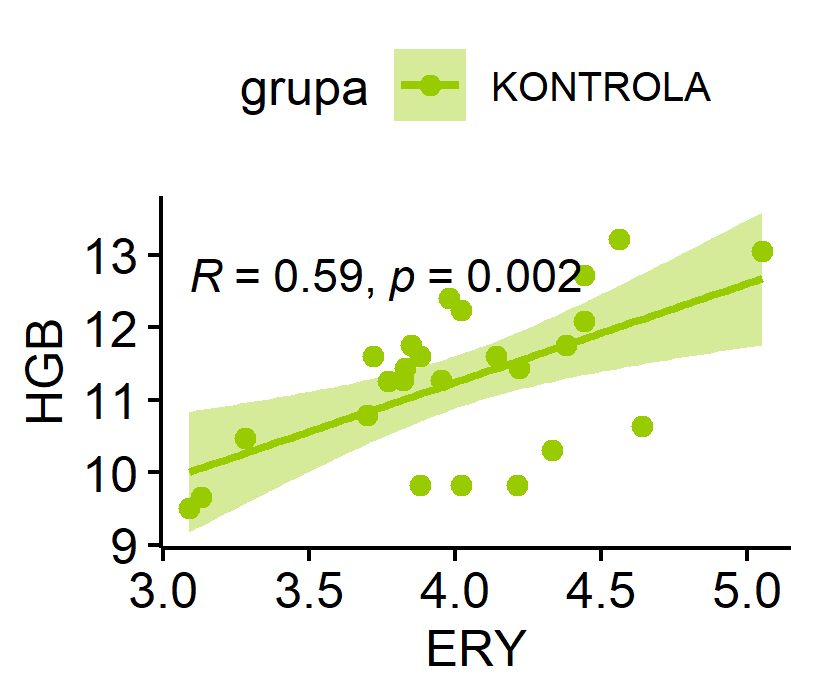 grupa KONTROLA
R = 0.59, p = 0.002
HGB
13
12
11
10
9
3.0 3.5 4.0 4.5 5.0
ERY